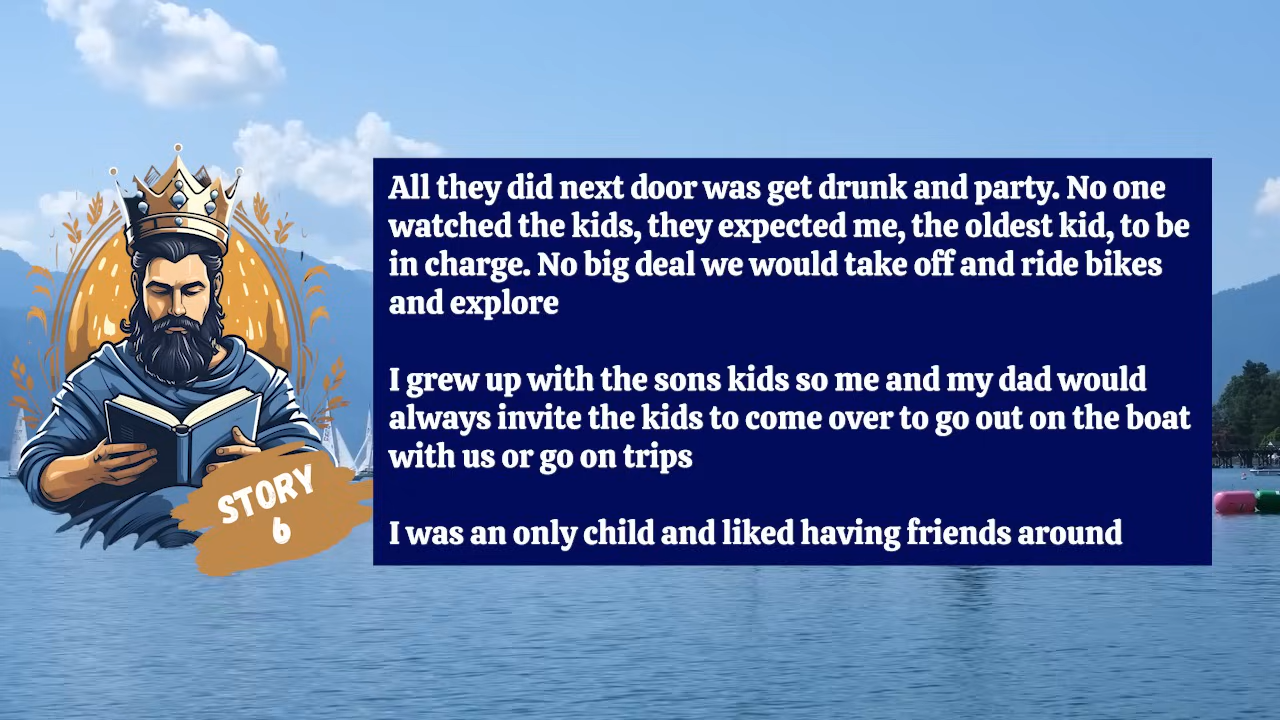 All they did next door was get drunk and party. No one
watched the kids, they expected me, the oldest kid, to be
in charge. No big deal we would take off and ride bikes
and explore
I grew up with the sons kids so me and my dad would
always invite the kids to come over to go out on the boat
with us or go on trips
I was an only child and liked having friends around
STORY
6